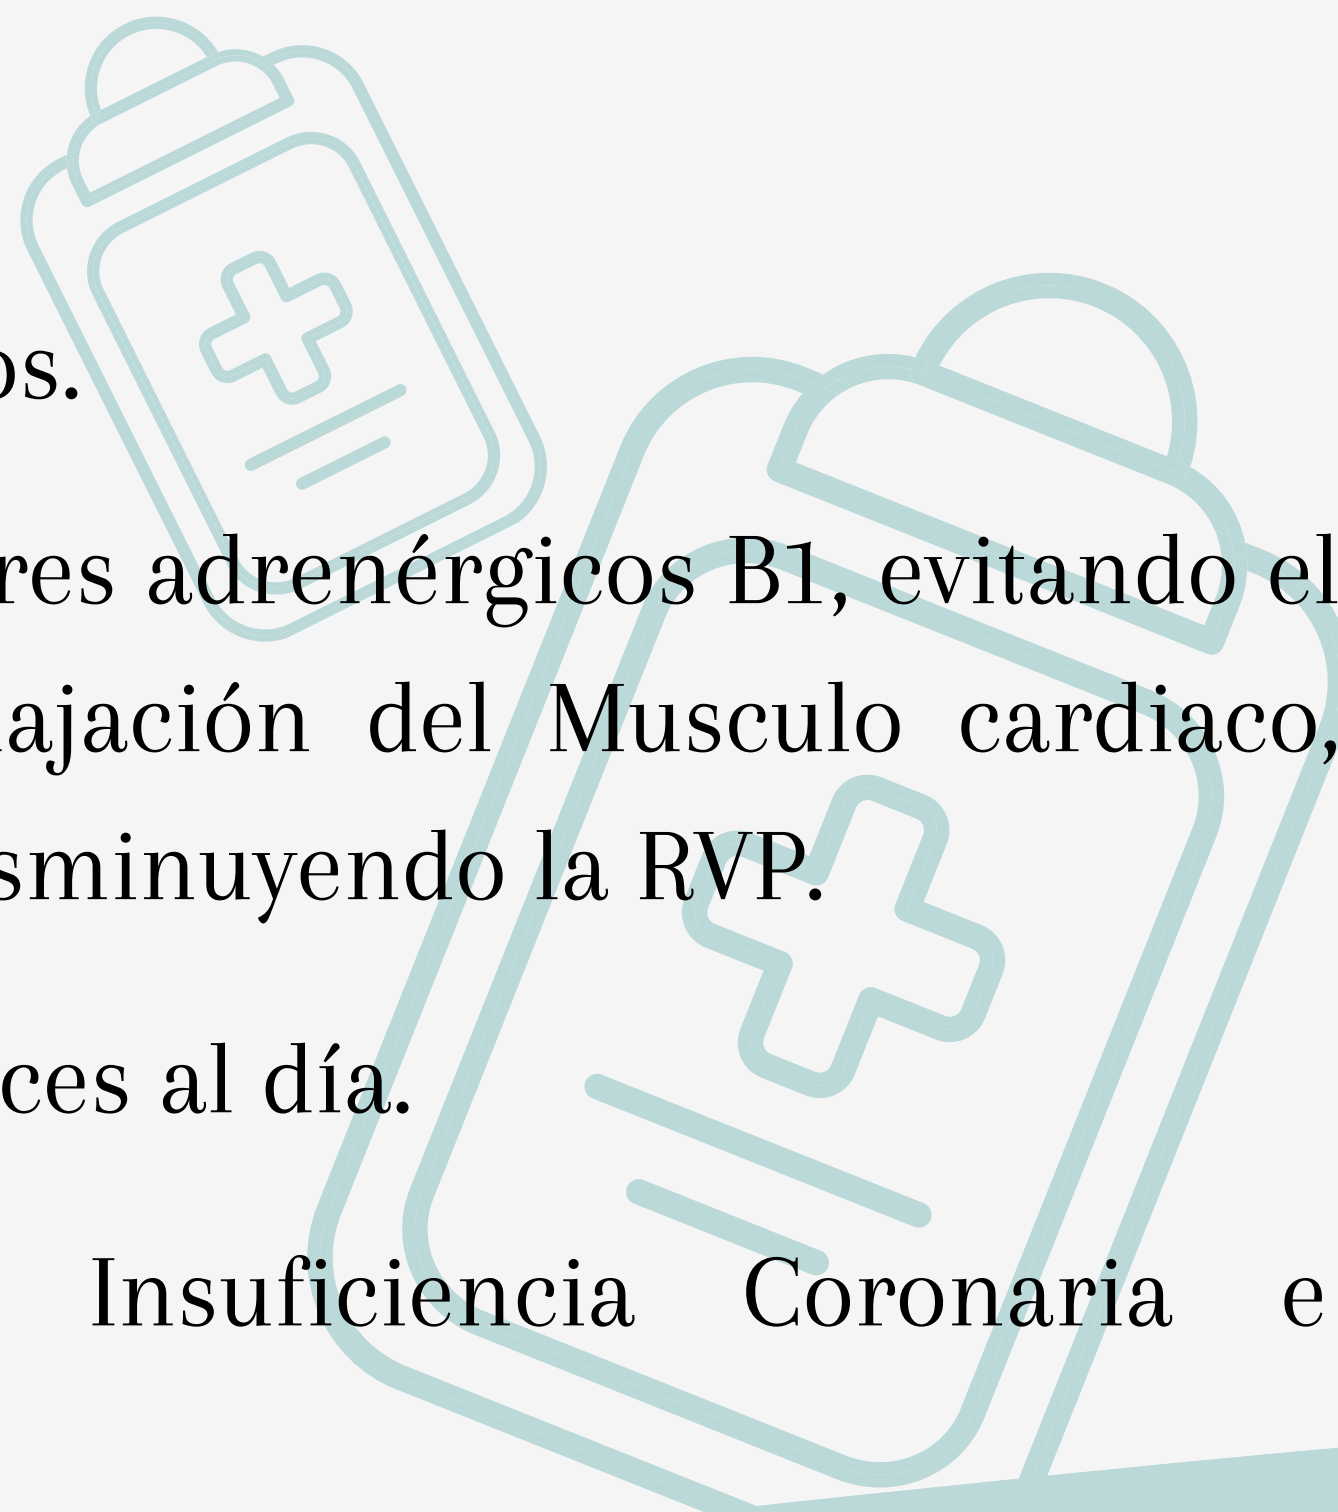 os.
res adrenérgicos B1, evitando el
ajación del Musculo cardiaco,
sminuyendo la RVP.
ces al día.
Insuficiencia Coronaria e